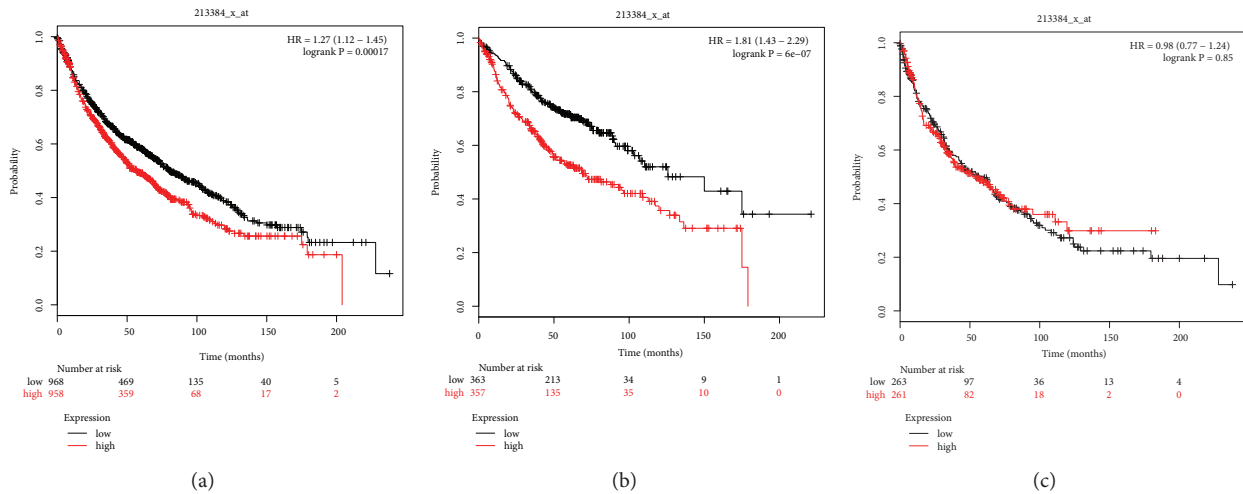 213384_x_at
HR = 1.27 (1.12 – 1.45)
logrank P = 0.00017
Probability
1.0
0.8
0.6
0.4
0.2
0.0
0 50 100 150 200
Time (months)
Number at risk
low 968 469 135 40 5
high 958 359 68 17 2
Expression
low
high
(a)
213384_x_at
HR = 1.81 (1.43 – 2.29)
logrank P = 6e–07
Probability
1.0
0.8
0.6
0.4
0.2
0.0
0 50 100 150 200
Time (months)
Number at risk
low 363 213 34 9 1
high 357 135 35 10 0
Expression
low
high
(b)
213384_x_at
HR = 0.98 (0.77 – 1.24)
logrank P = 0.85
Probability
1.0
0.8
0.6
0.4
0.2
0.0
0 50 100 150 200
Time (months)
Number at risk
low 263 97 36 13 4
high 261 82 18 2 0
Expression
low
high
(c)